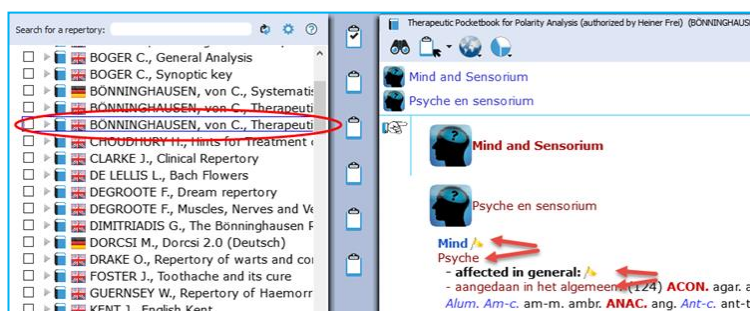 Search for a repertory:
BOGER C., General Analysis
BOGER C., Synoptic key
BÖNNINGHAUSEN, von C., Systematis
BÖNNINGHAUSEN, von C., Therapeuti
BÖNNINGHAUSEN, von C., Therapeuti
CHOUDHURY H., Hints for Treatment
CLARKE J., Clinical Repertory
DE LELLIS L., Bach Flowers
DEGROOTE F., Dream repertory
DEGROOTE F., Muscles, Nerves and Ve
DIMITRIADIS G., The Bönninghausen
DORCSI M., Dorcsi 2.0 (Deutsch)
DRAKE O., Repertory of warts and co
FOSTER J., Toothache and its cure
GUERNSEY W., Repertory of Haemorr
KENT J., English Kent
Therapeutic Pocketbook for Polarity Analysis (authorized by Heiner Frei) (BÖNNINGHAUS
Mind and Sensorium
Psyche en sensorium
Mind and Sensorium
Psyche en sensorium
Mind
Psyche
- affected in general:
- aangedaan in het algemeen: (124) ACON. agar. a
Alum. Am-c. am-m. ambr. ANAC. ang. Ant-c. ant-t